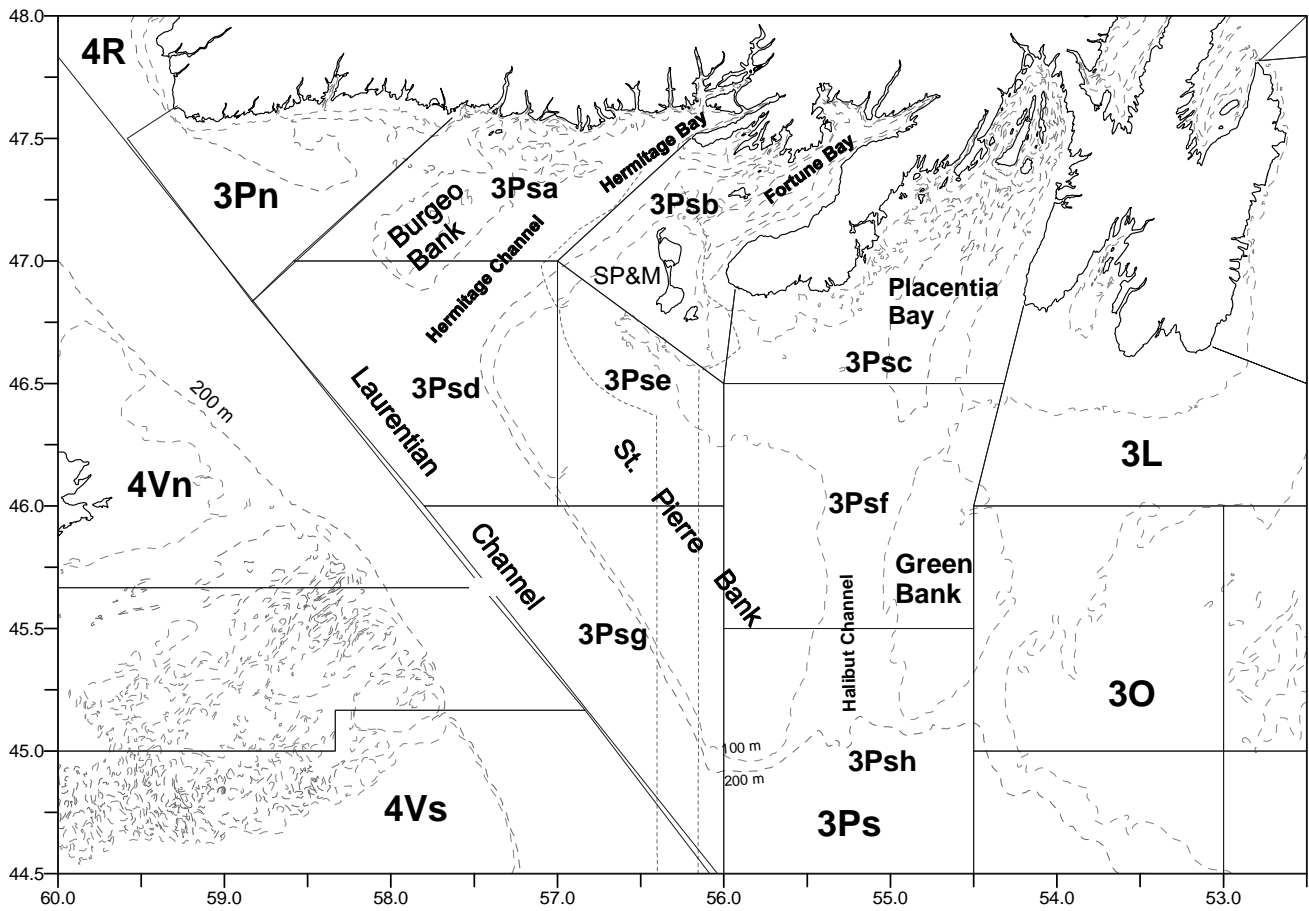 48.0
4R
47.5
Hermitage Bay
Fortune Bay
3Pn
3Psa
3Psb
Burgeo
Bank
Hermitage Channel
47.0
SP&M
Placentia
Bay
3Psc
46.5
200 m
3Psd
3Pse
Laurentian
St.
3L
4Vn
46.0
Pierre
3Psf
Channel
Green
Bank
Bank
45.5
3Psg
Halibut Channel
3O
45.0
100 m
200 m
3Psh
4Vs
3Ps
44.5
60.0
59.0
58.0
57.0
56.0
55.0
54.0
53.0